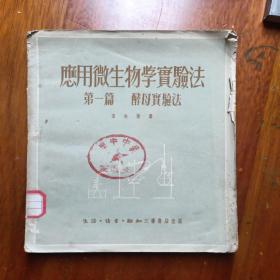 應用微生物學實驗法
第一篇 酵母實驗法
生活·讀書·新知三聯書店出版